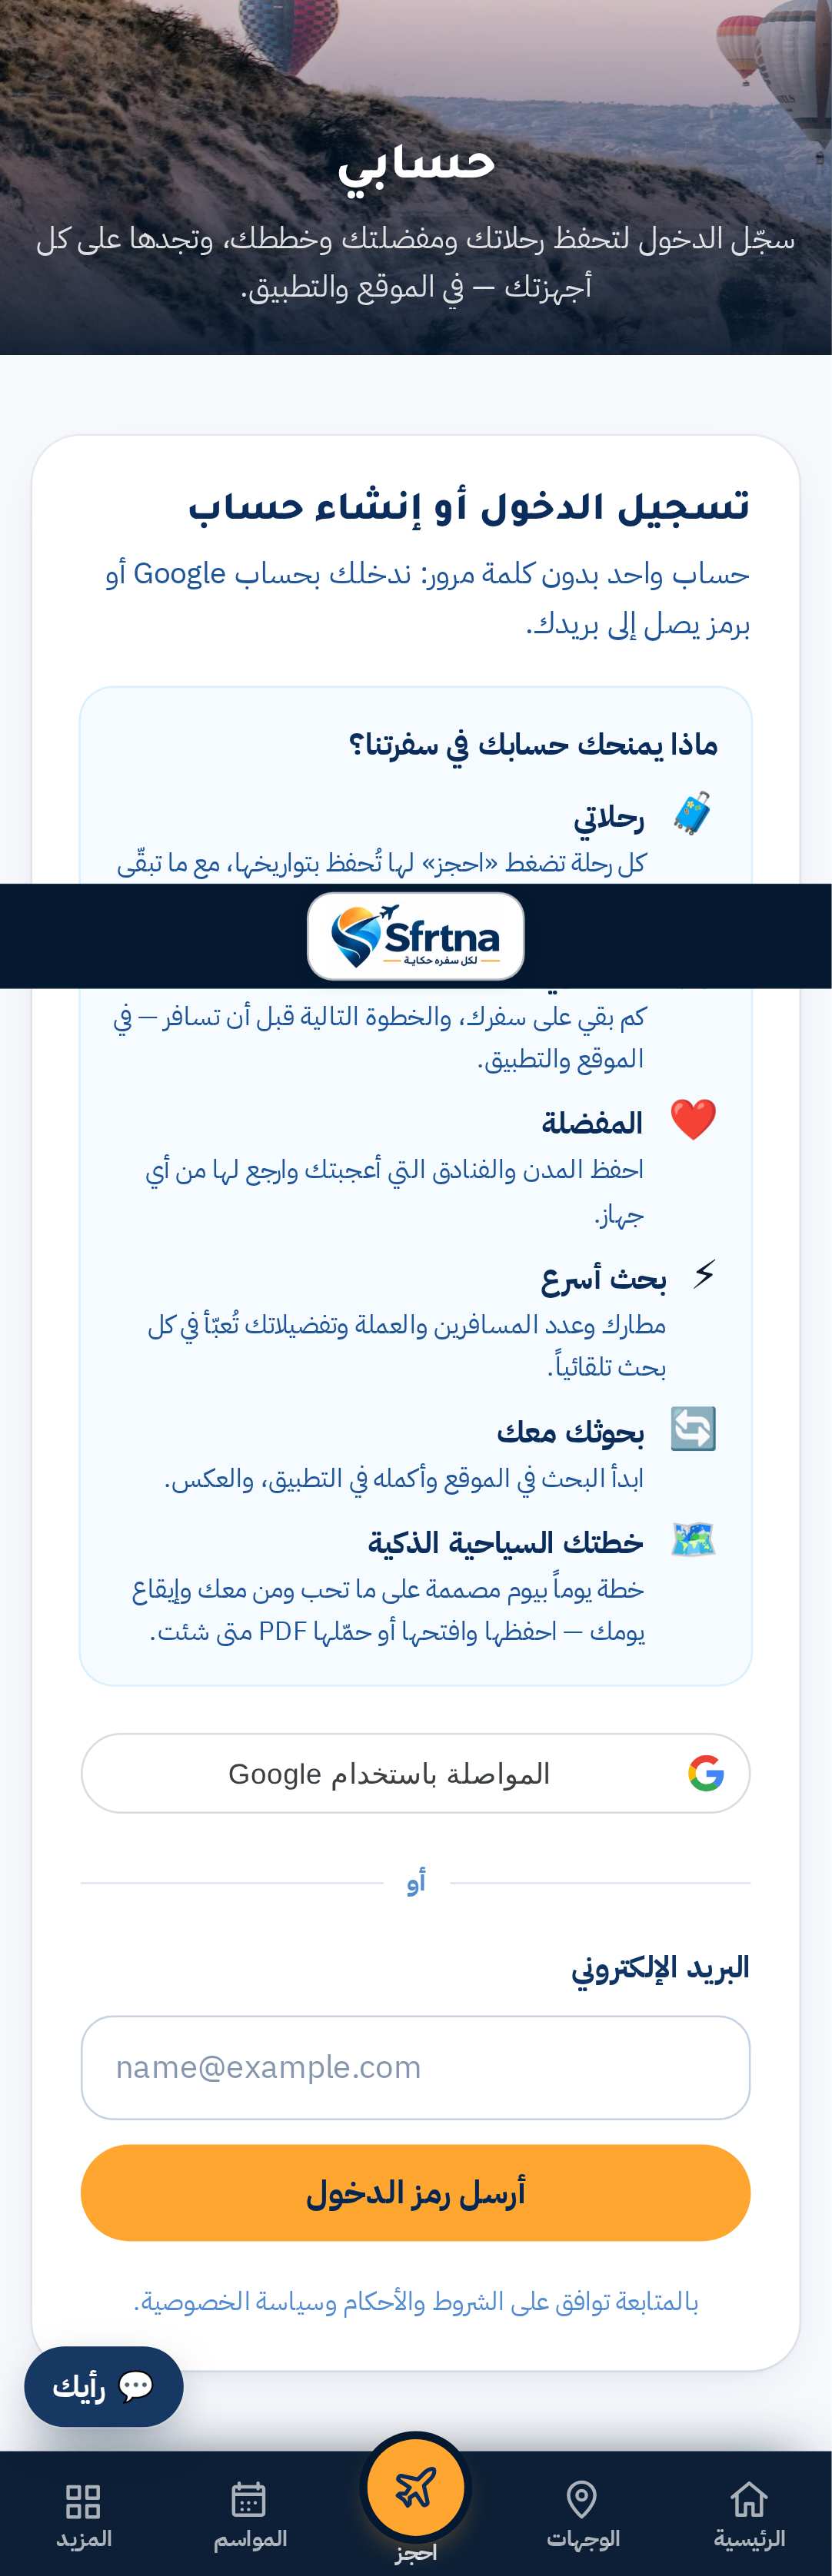 حسابي
سجّل الدخول لتحفظ رحلاتك ومفضلتك وخططك، وتجدها على كل
أجهزتك — في الموقع والتطبيق.
تسجيل الدخول أو إنشاء حساب
حساب واحد بدون كلمة مرور: ندخلك بحساب Google أو
برمز يصل إلى بريدك.
ماذا يمنحك حسابك في سفرتنا؟
رحلاتي
كل رحلة تضغط «احجز» لها تُحفظ بتواريخها، مع ما تبقّى
Sfrtna
لكل سفره حكاية
كم بقي على سفرك، والخطوة التالية قبل أن تسافر — في
الموقع والتطبيق.
المفضلة
احفظ المدن والفنادق التي أعجبتك وارجع لها من أي
جهاز.
بحث أسرع
مطارك وعدد المسافرين والعملة وتفضيلاتك تُعبّأ في كل
بحث تلقائياً.
بحوثك معك
ابدأ البحث في الموقع وأكمله في التطبيق، والعكس.
خطتك السياحية الذكية
خطة يوماً بيوم مصممة على ما تحب ومن معك وإيقاع
يومك — احفظها وافتحها أو حمّلها PDF متى شئت.
المواصلة باستخدام Google
أو
البريد الإلكتروني
name@example.com
أرسل رمز الدخول
بالمتابعة توافق على الشروط والأحكام وسياسة الخصوصية.
رأيك
الرئيسية
الوجهات
احجز
المواسم
المزيد